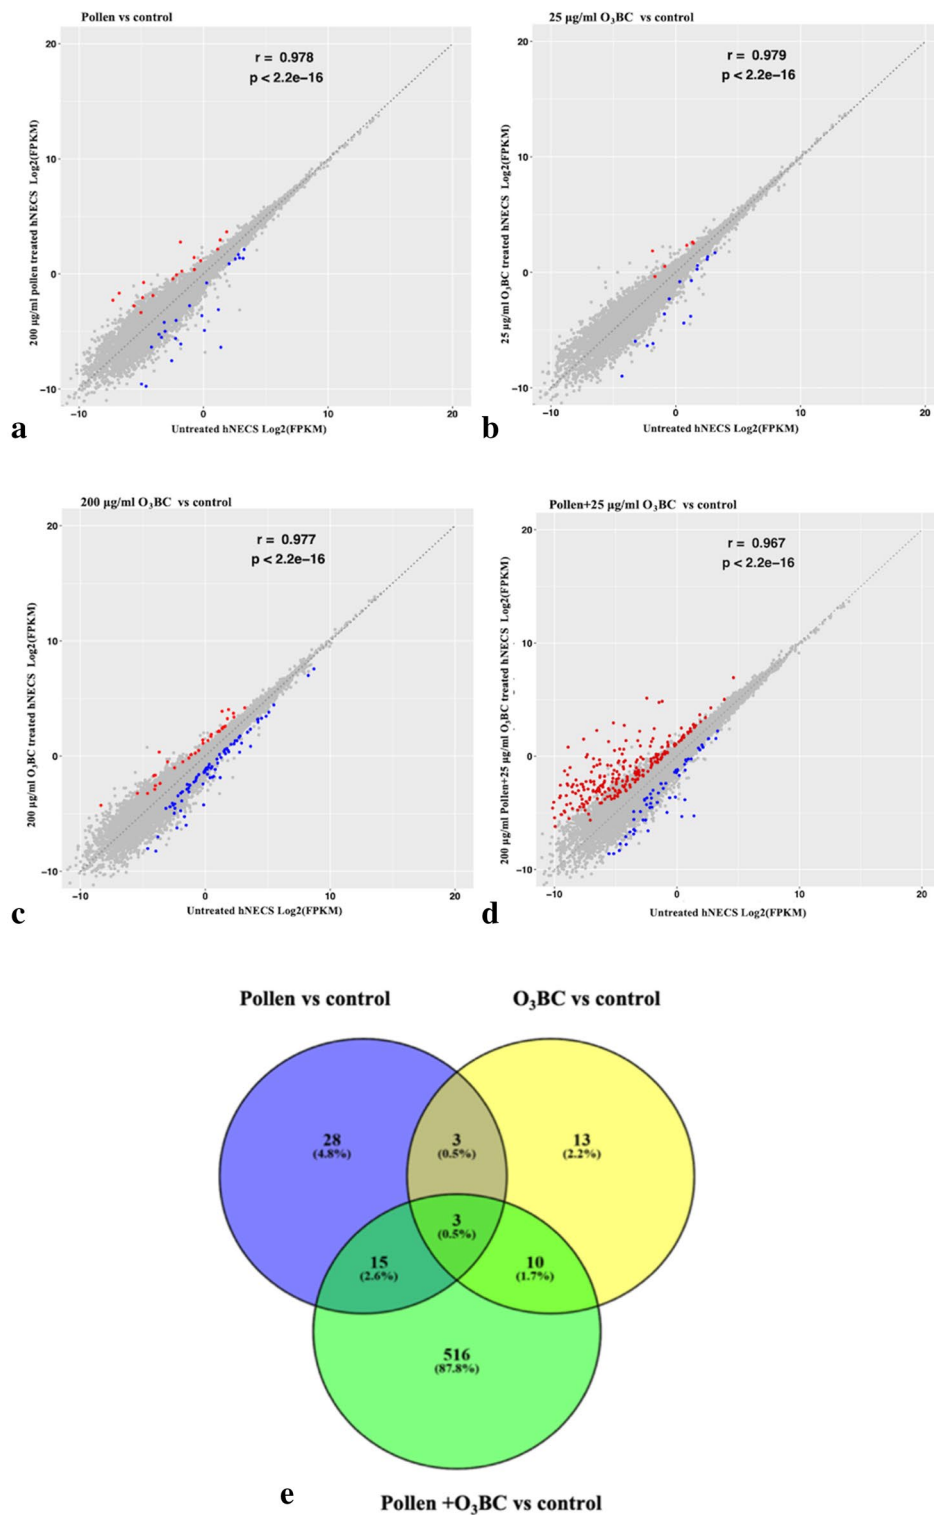 Pollen vs control
r = 0.978
p < 2.2e−16
20
10
0
−10
200 µg/ml pollen treated hNECS Log2(FPKM)
−10 0 10 20
Untreated hNECS Log2(FPKM)
a
25 µg/ml O₃BC vs control
r = 0.979
p < 2.2e−16
20
10
0
−10
25 µg/ml O₃BC treated hNECS Log2(FPKM)
−10 0 10 20
Untreated hNECS Log2(FPKM)
b
200 µg/ml O₃BC vs control
r = 0.977
p < 2.2e−16
20
10
0
−10
200 µg/ml O₃BC treated hNECS Log2(FPKM)
−10 0 10 20
Untreated hNECS Log2(FPKM)
c
Pollen+25 µg/ml O₃BC vs control
r = 0.967
p < 2.2e−16
20
10
0
−10
200 µg/ml Pollen+25 µg/ml O₃BC treated hNECS Log2(FPKM)
−10 0 10 20
Untreated hNECS Log2(FPKM)
d
Pollen vs control
O₃BC vs control
28
(4.8%)
3
(0.5%)
13
(2.2%)
3
(0.5%)
15
(2.6%)
10
(1.7%)
516
(87.8%)
e
Pollen +O₃BC vs control